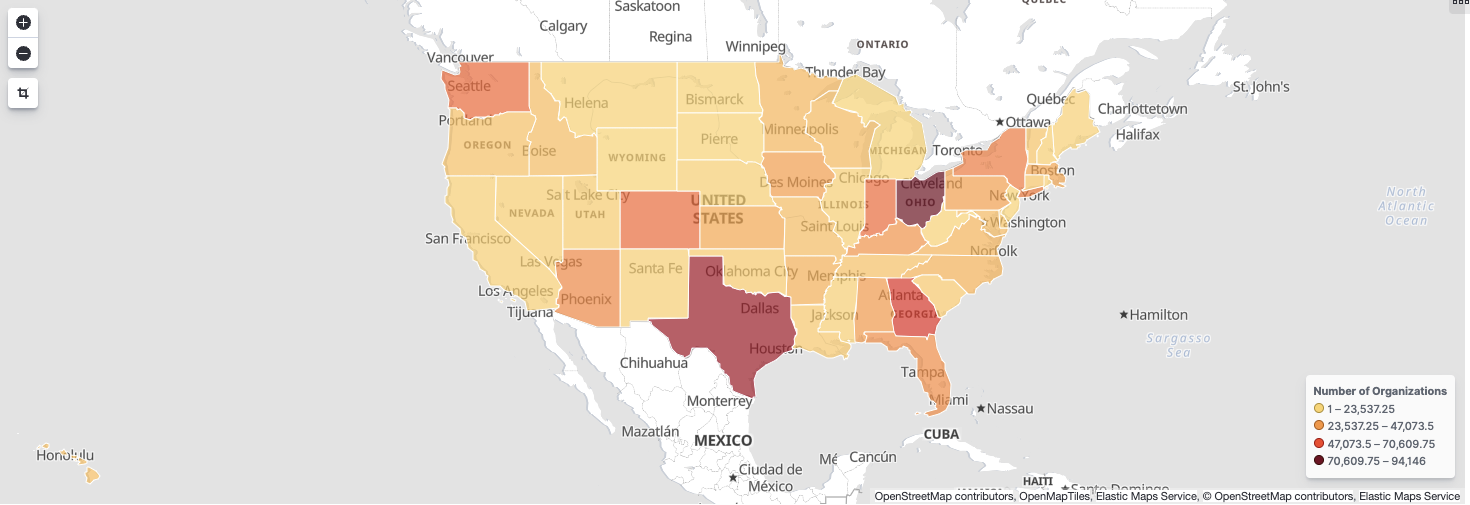 QUÉBEC
Saskatoon
Calgary
Regina
Winnipeg
ONTARIO
Vancouver
Thunder Bay
St. John's
Seattle
Helena
Bismarck
Québec
Charlottetown
Portland
Minneapolis
Ottawa
Halifax
OREGON
Boise
Pierre
MICHIGAN
Toronto
WYOMING
Boston
Salt Lake City
Des Moines
Chicago
Cleveland
New York
North
Atlantic
Ocean
NEVADA
UTAH
UNITED
STATES
ILLINOIS
OHIO
Saint Louis
Washington
San Francisco
Norfolk
Las Vegas
Santa Fe
Oklahoma City
Memphis
Los Angeles
Phoenix
Atlanta
Tijuana
Dallas
Jackson
GEORGIA
Hamilton
Sargasso
Sea
Houston
Chihuahua
Tampa
Monterrey
Miami
Nassau
Mazatlán
MEXICO
CUBA
Honolulu
Mé
Cancún
Ciudad de
México
HAITI
Santo Domingo
Number of Organizations
1 – 23,537.25
23,537.25 – 47,073.5
47,073.5 – 70,609.75
70,609.75 – 94,146
OpenStreetMap contributors, OpenMapTiles, Elastic Maps Service, © OpenStreetMap contributors, Elastic Maps Service